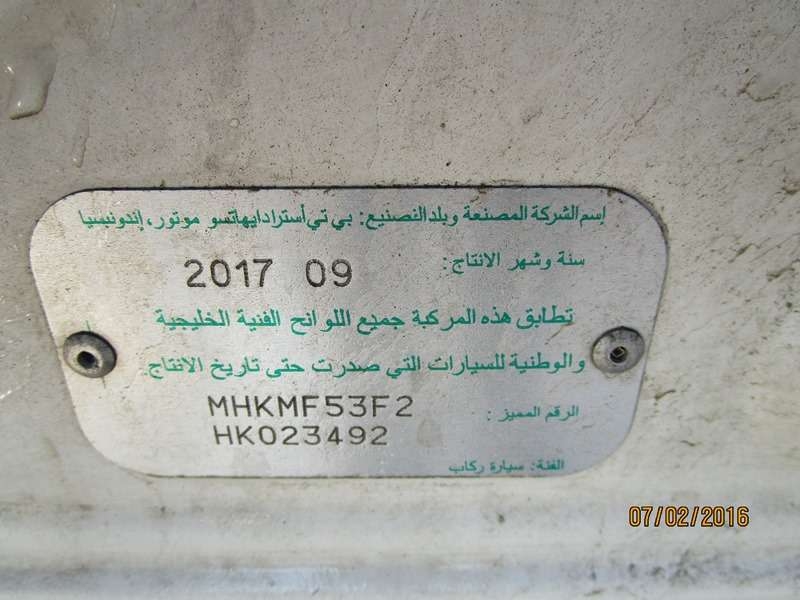 إسم الشركة المصنعة وبلد التصنيع: بي تي أسترا دايهاتسو موتور، إندونيسيا
سنة وشهر الانتاج: 2017 09
تطابق هذه المركبة جميع اللوائح الفنية الخليجية
والوطنية للسيارات التي صدرت حتى تاريخ الانتاج.
الرقم المميز: MHKMF53F2
HK023492
الفئة: سيارة ركاب
07/02/2016